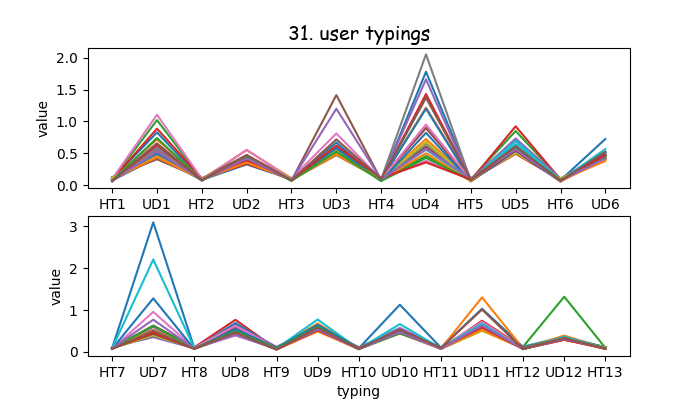 31. user typings
value
2.0
1.5
1.0
0.5
0.0
HT1 UD1 HT2 UD2 HT3 UD3 HT4 UD4 HT5 UD5 HT6 UD6
value
3
2
1
0
HT7 UD7 HT8 UD8 HT9 UD9 HT10 UD10 HT11 UD11 HT12 UD12 HT13
typing